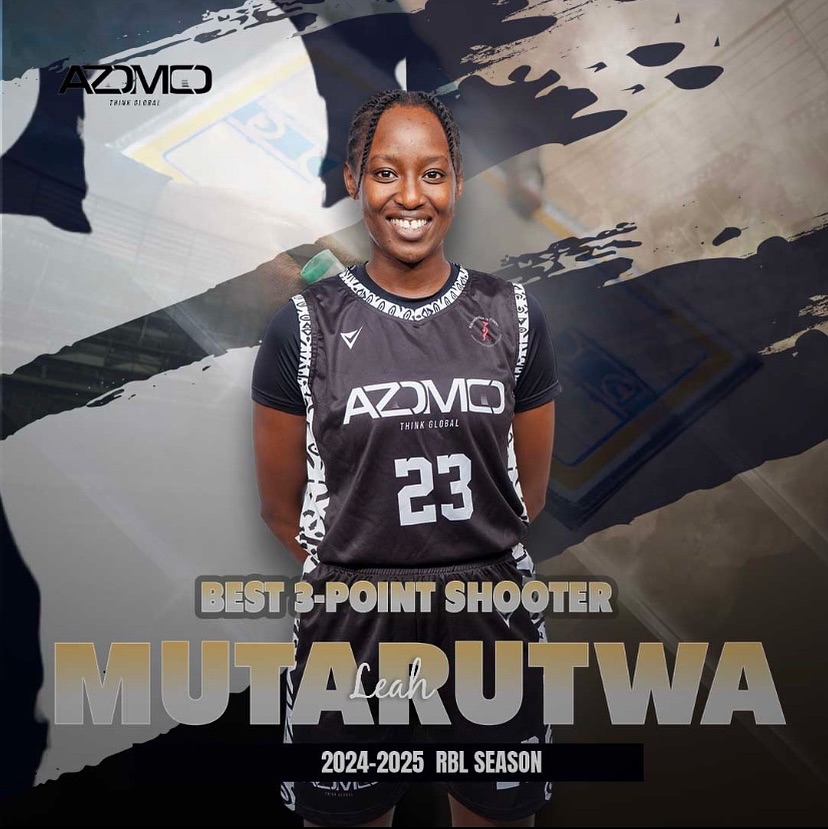 AZOMCO
THINK GLOBAL
AZOMCO
THINK GLOBAL
23
BEST 3-POINT SHOOTER
MUTARUTWA
Leah
2024-2025 RBL SEASON